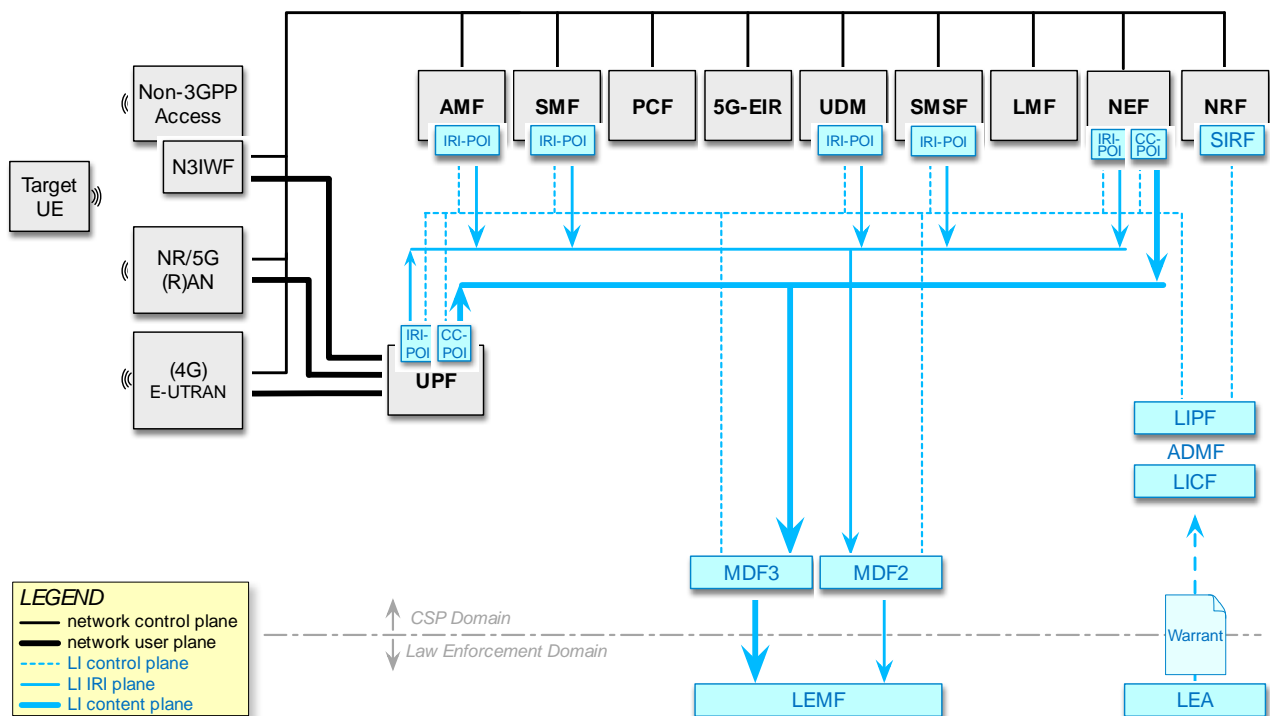 Non-3GPP
Access
N3IWF
Target
UE
NR/5G
(R)AN
(4G)
E-UTRAN
AMF
SMF
PCF
5G-EIR
UDM
SMSF
LMF
NEF
NRF
IRI-POI
IRI-POI
IRI-POI
IRI-POI
IRI-
POI
CC-
POI
SIRF
IRI-
POI
CC-
POI
UPF
LIPF
ADMF
LICF
MDF3
MDF2
CSP Domain
Law Enforcement Domain
Warrant
LEMF
LEA
LEGEND
network control plane
network user plane
LI control plane
LI IRI plane
LI content plane